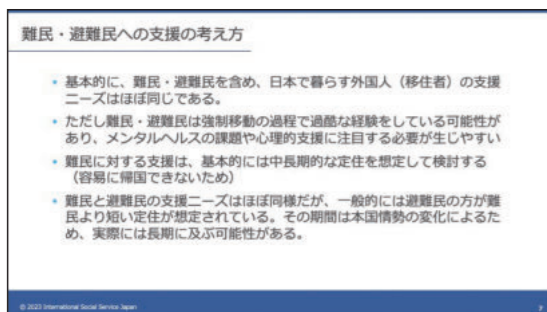 難民・避難民への支援の考え方
• 基本的に、難民・避難民を含め、日本で暮らす外国人（移住者）の支援
ニーズはほぼ同じである。
• ただし難民・避難民は強制移動の過程で過酷な経験をしている可能性が
あり、メンタルヘルスの課題や心理的支援に注目する必要が生じやすい
• 難民に対する支援は、基本的には中長期的な定住を想定して検討する
（容易に帰国できないため）
• 難民と避難民の支援ニーズはほぼ同様だが、一般的には避難民の方が難
民より短い定住が想定されている。その期間は本国情勢の変化によるた
め、実際には長期に及ぶ可能性がある。
© 2023 International Social Service Japan
7